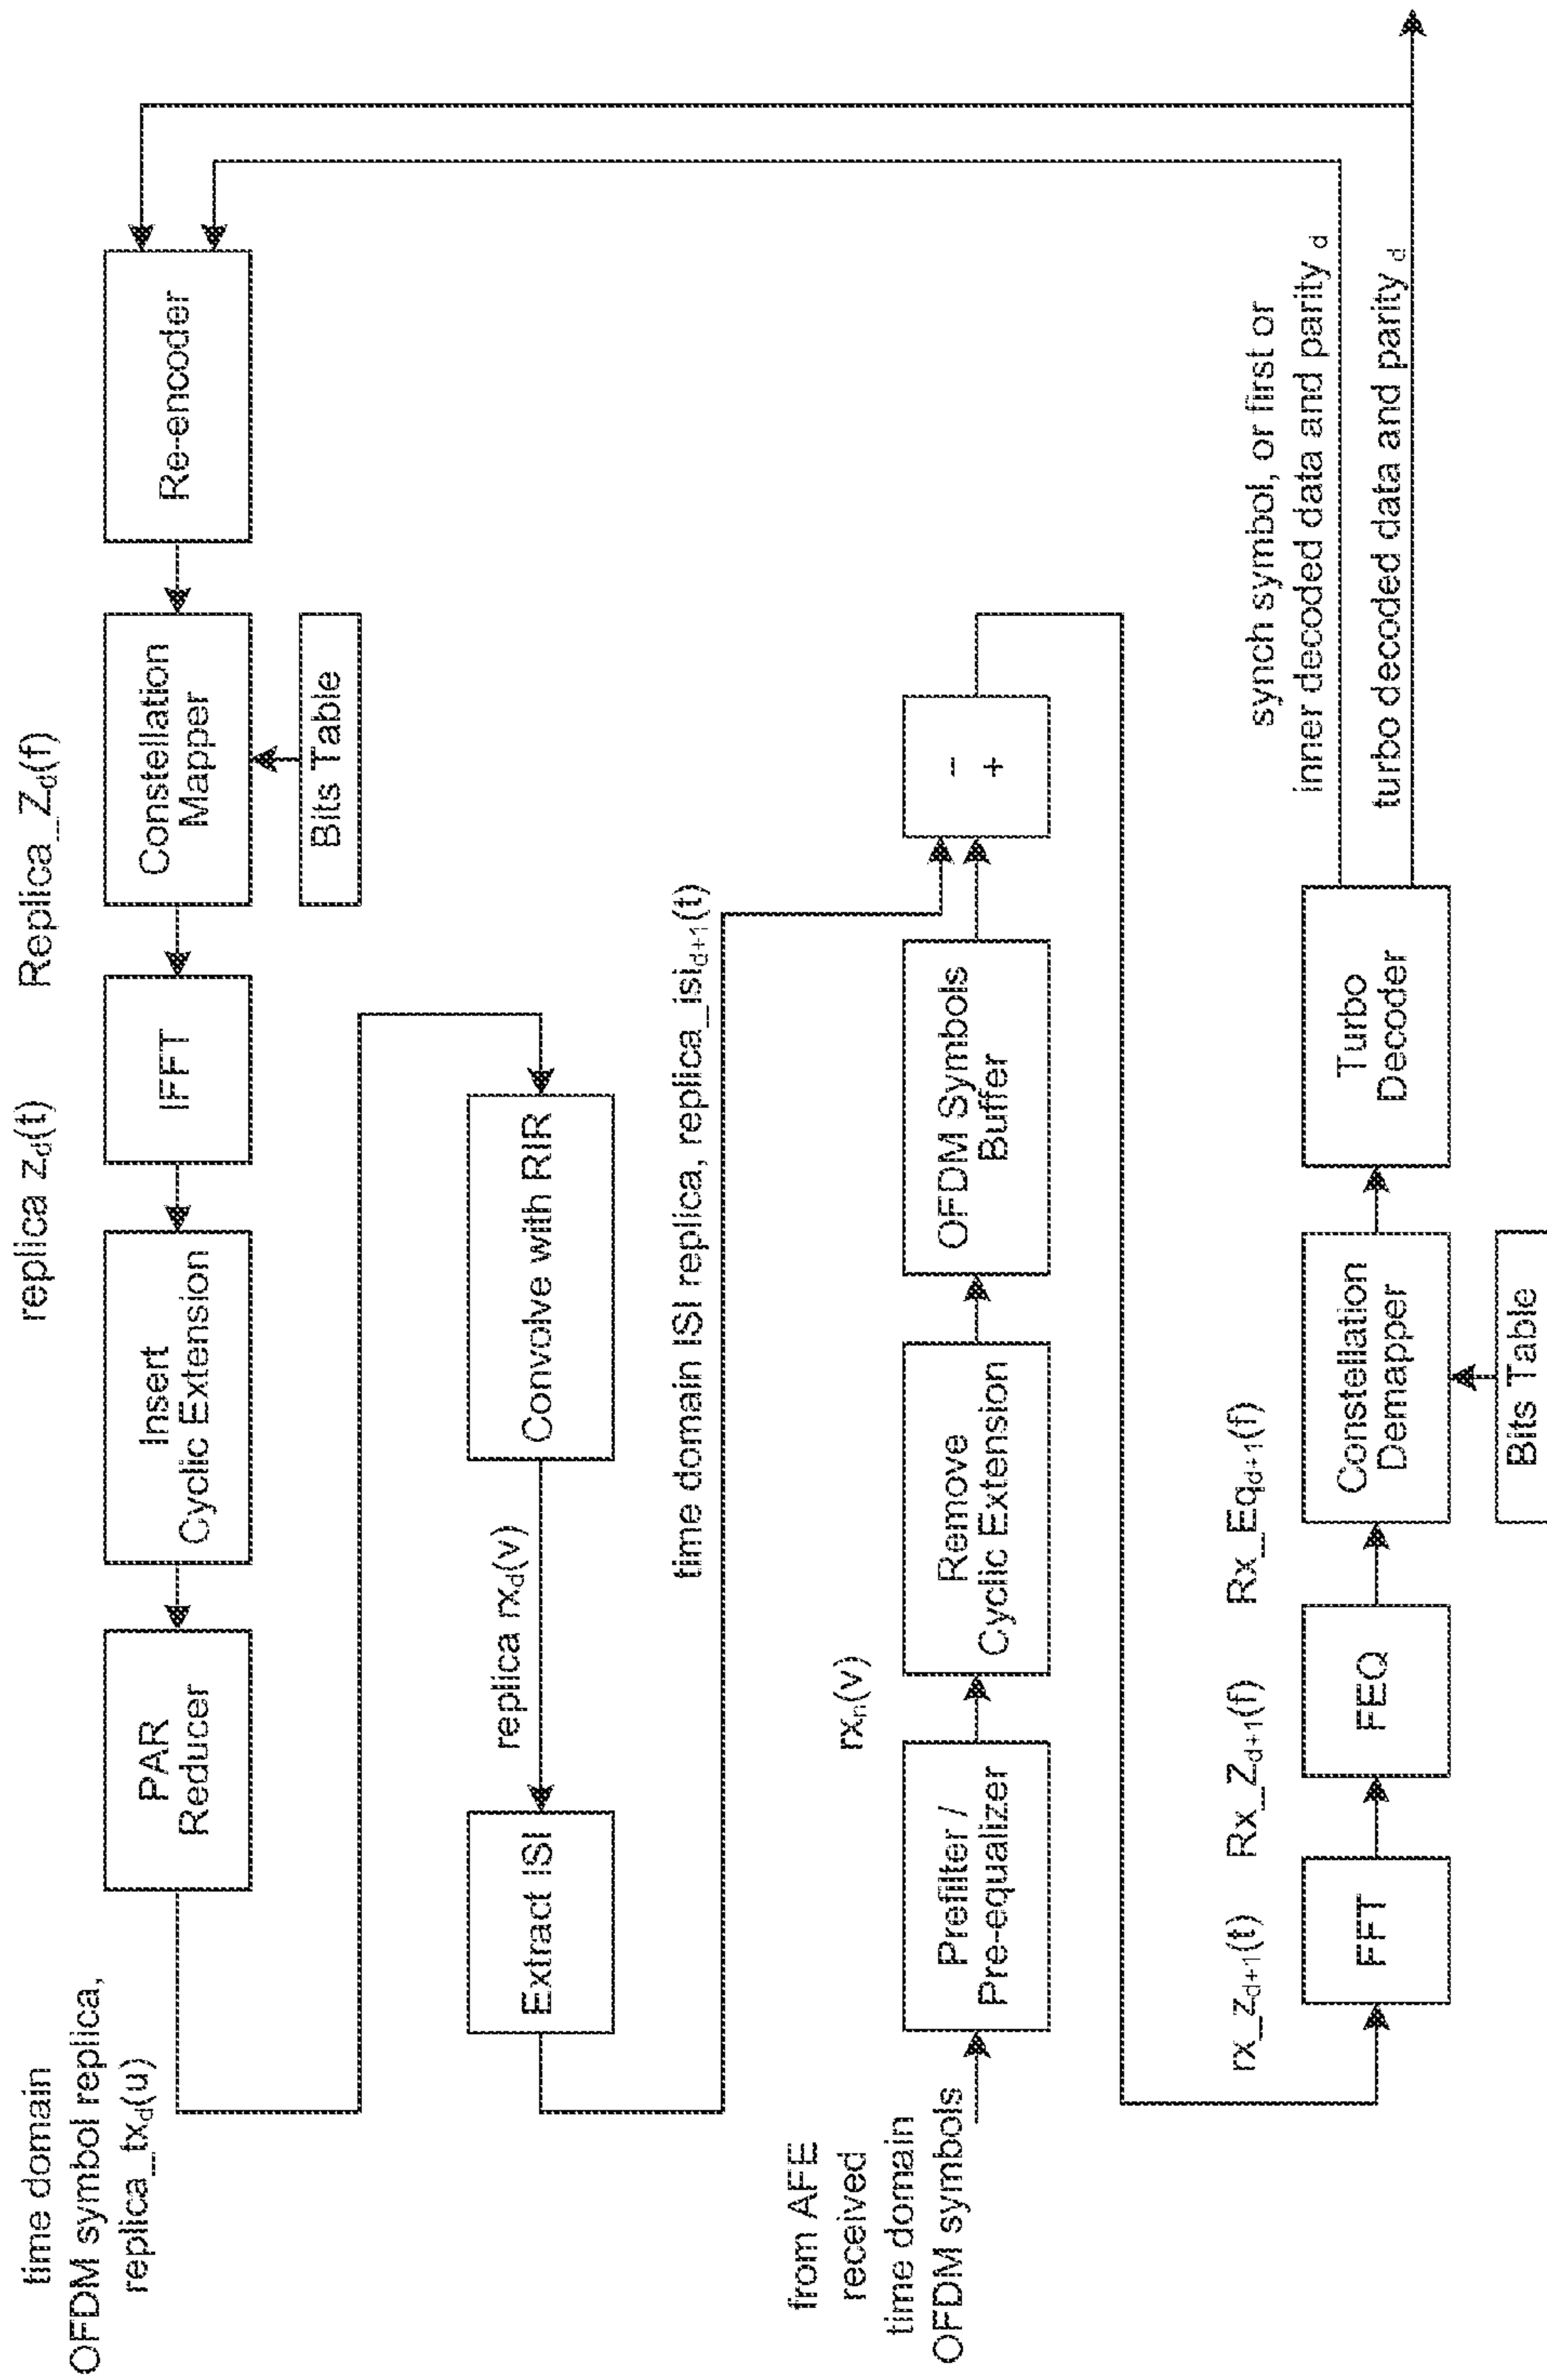 replica z_d(t)
Replica_Z_d(f)
time domain
OFDM symbol replica,
replica_tx_d(u)
PAR
Reducer
Insert
Cyclic Extension
IFFT
Constellation
Mapper
Re-encoder
Bits Table
Extract ISI
replica rx_d(v)
Convolve with RIR
time domain ISI replica, replica_isi_d+1(t)
from AFE
received
time domain
OFDM symbols
rx_n(v)
Prefilter /
Pre-equalizer
Remove
Cyclic Extension
OFDM Symbols
Buffer
−
+
rx_z_d+1(t)
Rx_Z_d+1(f)
Rx_Eq_d+1(f)
FFT
FEQ
Constellation
Demapper
Turbo
Decoder
Bits Table
synch symbol, or first or
inner decoded data and parity d
turbo decoded data and parity d